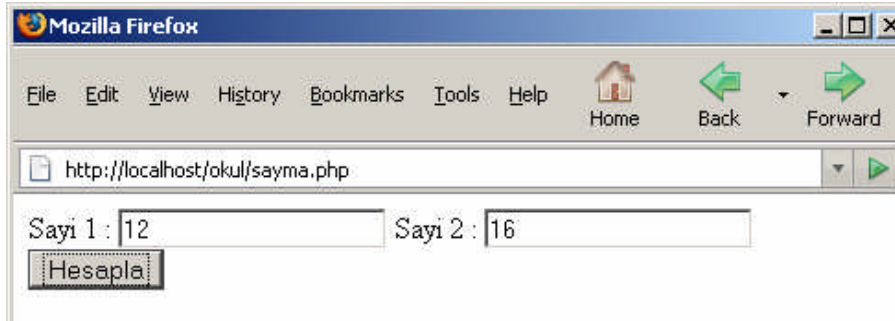 Mozilla Firefox
File Edit View History Bookmarks Tools Help Home Back Forward
http://localhost/okul/sayma.php
Sayi 1 : 12 Sayi 2 : 16
Hesapla